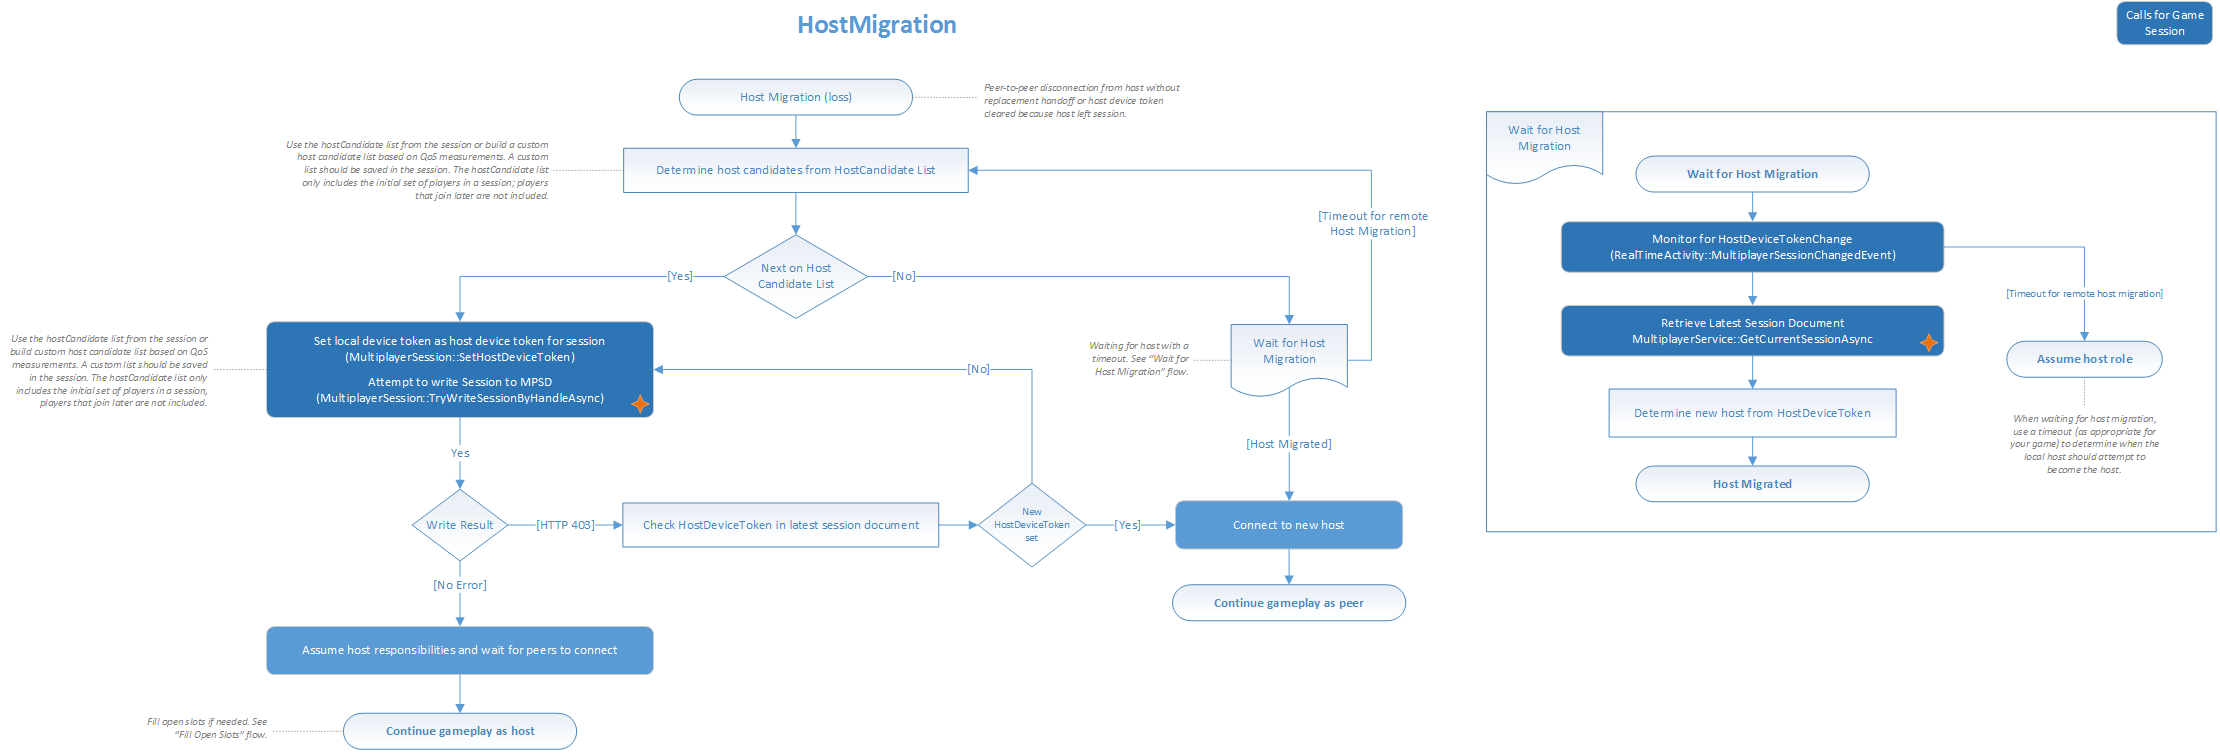 HostMigration
Calls for Game
Session
Host Migration (loss)
Peer-to-peer disconnection from host without
replacement handoff or host device token
cleared because host left session.
Use the hostCandidate list from the session or build a custom
host candidate list based on QoS measurements. A custom
list should be saved in the session. The hostCandidate list
only includes the initial set of players in a session; players
that join later are not included.
Determine host candidates from HostCandidate List
[Timeout for remote
Host Migration]
Next on Host
Candidate List
[Yes]
[No]
Use the hostCandidate list from the session or
build custom host candidate list based on QoS
measurements. A custom list should be saved
in the session. The hostCandidate list only
includes the initial set of players in a session,
players that join later are not included.
Set local device token as host device token for session
(MultiplayerSession::SetHostDeviceToken)
Attempt to write Session to MPSD
(MultiplayerSession::TryWriteSessionByHandleAsync)
[No]
Waiting for host with a
timeout. See “Wait for
Host Migration” flow.
Wait for Host
Migration
[Host Migrated]
Yes
Write Result
[HTTP 403]
Check HostDeviceToken in latest session document
New
HostDeviceToken
set
[Yes]
Connect to new host
[No Error]
Continue gameplay as peer
Assume host responsibilities and wait for peers to connect
Fill open slots if needed. See
“Fill Open Slots” flow.
Continue gameplay as host
Wait for Host
Migration
Wait for Host Migration
Monitor for HostDeviceTokenChange
(RealTimeActivity::MultiplayerSessionChangedEvent)
[Timeout for remote host migration]
Retrieve Latest Session Document
MultiplayerService::GetCurrentSessionAsync
Assume host role
Determine new host from HostDeviceToken
When waiting for host migration,
use a timeout (as appropriate for
your game) to determine when the
local host should attempt to
become the host.
Host Migrated